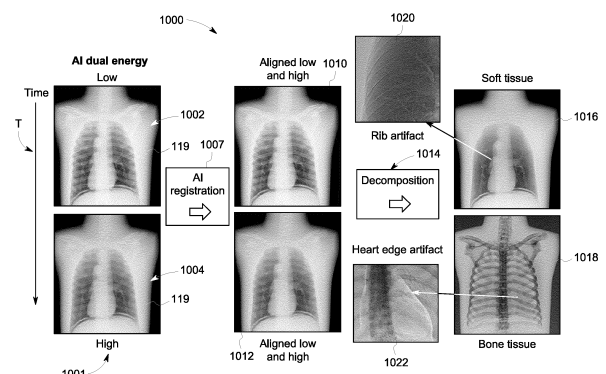 1000
1020
AI dual energy
Low
Aligned low
and high
1010
Soft tissue
Time
T
1002
119
1007
AI
registration
Rib artifact
1014
Decomposition
1016
1004
119
Heart edge artifact
1018
High
1001
1012
Aligned low
and high
1022
Bone tissue